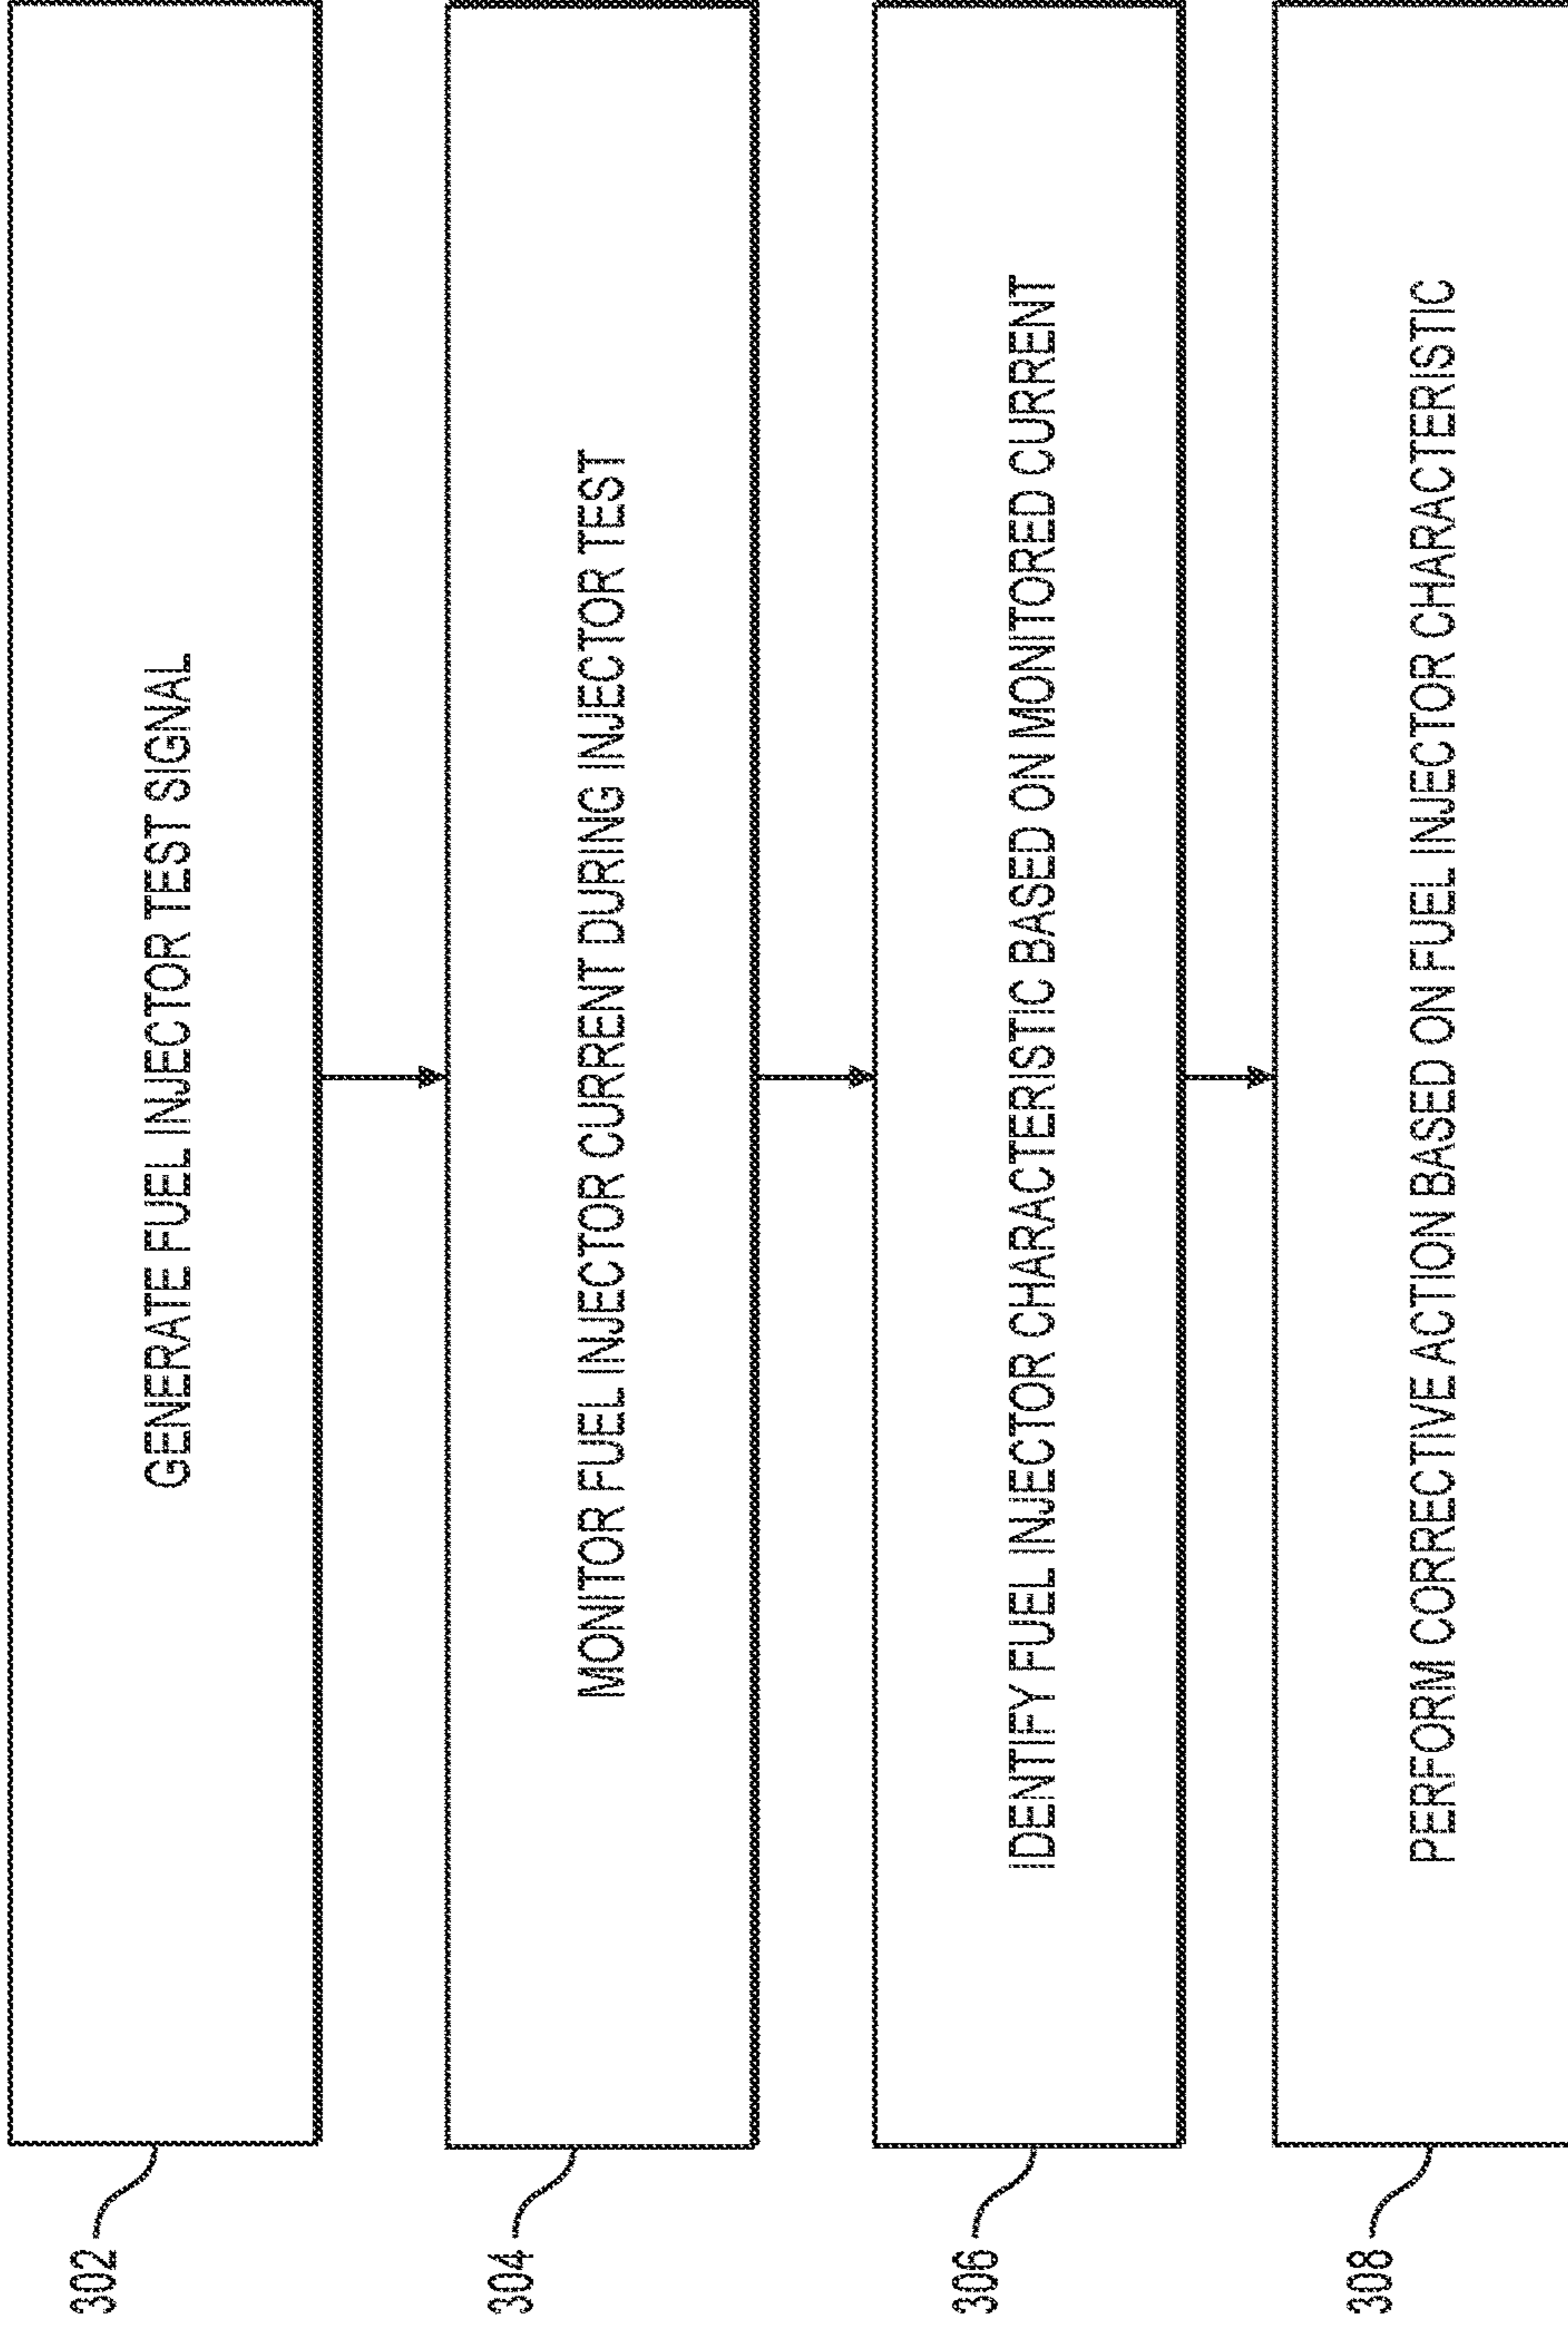 302
GENERATE FUEL INJECTOR TEST SIGNAL
304
MONITOR FUEL INJECTOR CURRENT DURING INJECTOR TEST
306
IDENTIFY FUEL INJECTOR CHARACTERISTIC BASED ON MONITORED CURRENT
308
PERFORM CORRECTIVE ACTION BASED ON FUEL INJECTOR CHARACTERISTIC